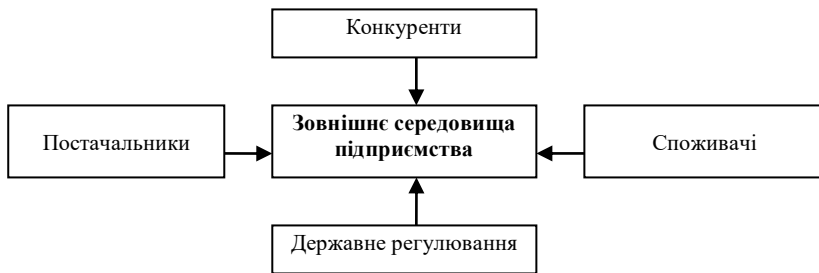 Конкуренти
Постачальники
Зовнішнє середовища
підприємства
Споживачі
Державне регулювання